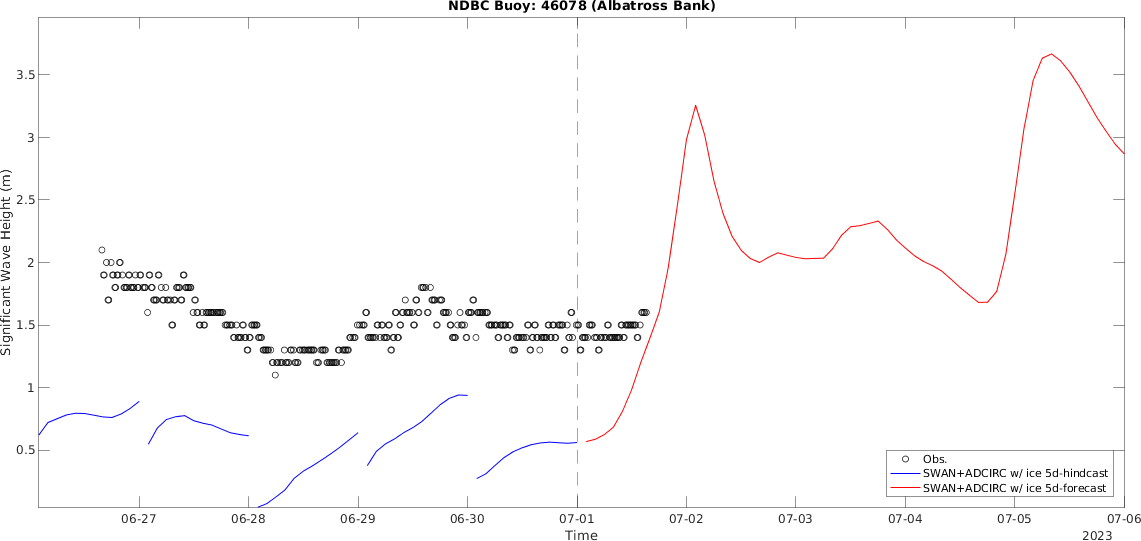 NDBC Buoy: 46078 (Albatross Bank)
3.5
3
2.5
2
1.5
1
0.5
Significant Wave Height (m)
Obs.
SWAN+ADCIRC w/ ice 5d-hindcast
SWAN+ADCIRC w/ ice 5d-forecast
06-27 06-28 06-29 06-30 07-01 07-02 07-03 07-04 07-05 07-06
Time
2023